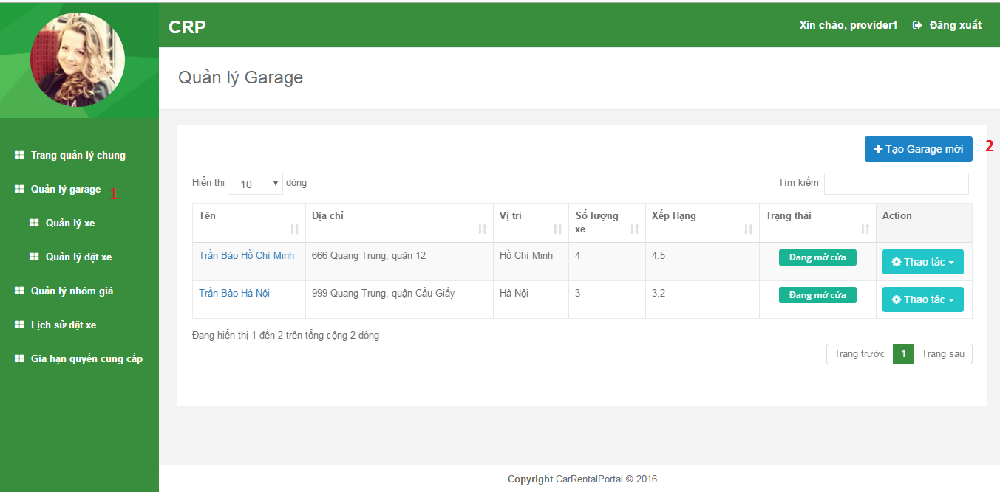 CRP
Xin chào, provider1 Đăng xuất
Quản lý Garage
Trang quản lý chung
Quản lý garage 1
Quản lý xe
Quản lý đặt xe
Quản lý nhóm giá
Lịch sử đặt xe
Gia hạn quyền cung cấp
+ Tạo Garage mới 2
Hiển thị 10 dòng Tìm kiếm
Tên Địa chỉ Vị trí Số lượng xe Xếp Hạng Trạng thái Action
Trần Bảo Hồ Chí Minh 666 Quang Trung, quận 12 Hồ Chí Minh 4 4.5 Đang mở cửa Thao tác
Trần Bảo Hà Nội 999 Quang Trung, quận Cầu Giấy Hà Nội 3 3.2 Đang mở cửa Thao tác
Đang hiển thị 1 đến 2 trên tổng cộng 2 dòng
Trang trước 1 Trang sau
Copyright CarRentalPortal © 2016